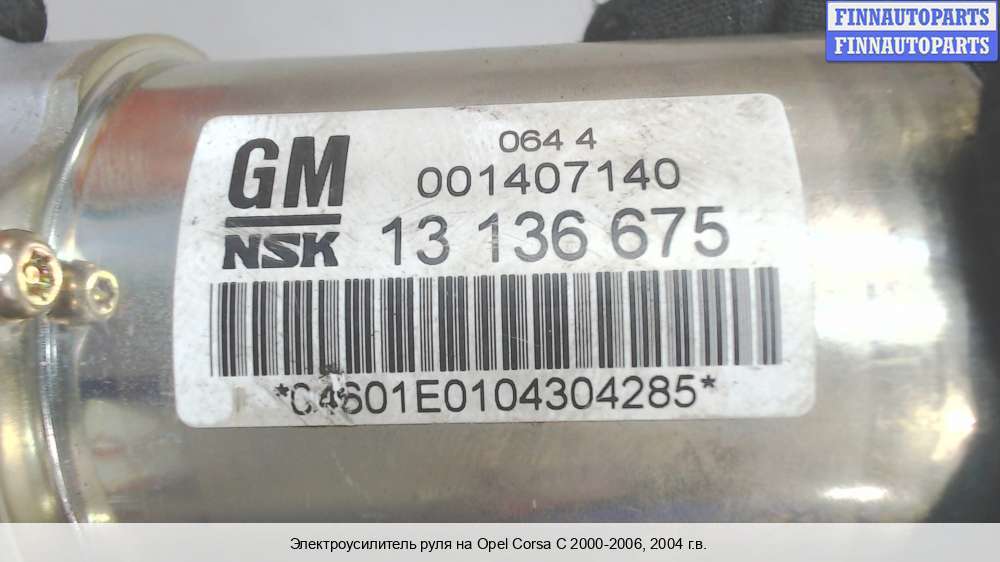 FINNAUTOPARTS
FINNAUTOPARTS
GM
064 4
001407140
NSK
13 136 675
*C4601E0104304285*
Электроусилитель руля на Opel Corsa C 2000-2006, 2004 г.в.